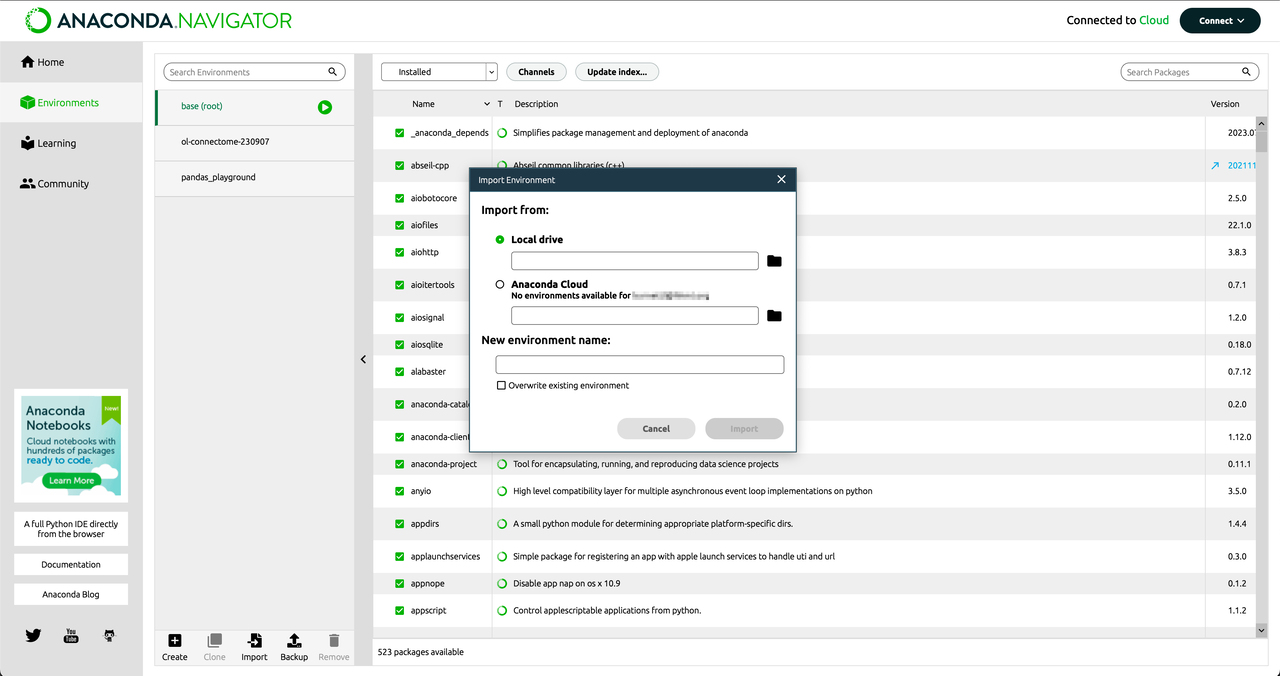 ANACONDA.NAVIGATOR
Connected to Cloud
Connect
Home
Environments
Learning
Community
Anaconda
Notebooks
New!
Cloud notebooks with
hundreds of packages
ready to code.
Learn More
A full Python IDE directly
from the browser
Documentation
Anaconda Blog
You
Tube
Search Environments
base (root)
ol-connectome-230907
pandas_playground
Create
Clone
Import
Backup
Remove
Installed
Channels
Update index...
Search Packages
Name T Description Version
_anaconda_depends Simplifies package management and deployment of anaconda 2023.07
abseil-cpp Abseil common libraries (c++) 202111
aiobotocore 2.5.0
aiofiles 22.1.0
aiohttp 3.8.3
aioitertools 0.7.1
aiosignal 1.2.0
aiosqlite 0.18.0
alabaster 0.7.12
anaconda-catal 0.2.0
anaconda-client 1.12.0
anaconda-project Tool for encapsulating, running, and reproducing data science projects 0.11.1
anyio High level compatibility layer for multiple asynchronous event loop implementations on python 3.5.0
appdirs A small python module for determining appropriate platform-specific dirs. 1.4.4
applaunchservices Simple package for registering an app with apple launch services to handle uti and url 0.3.0
appnope Disable app nap on os x 10.9 0.1.2
appscript Control applescriptable applications from python. 1.1.2
523 packages available
Import Environment
Import from:
Local drive
Anaconda Cloud
No environments available for
New environment name:
Overwrite existing environment
Cancel
Import